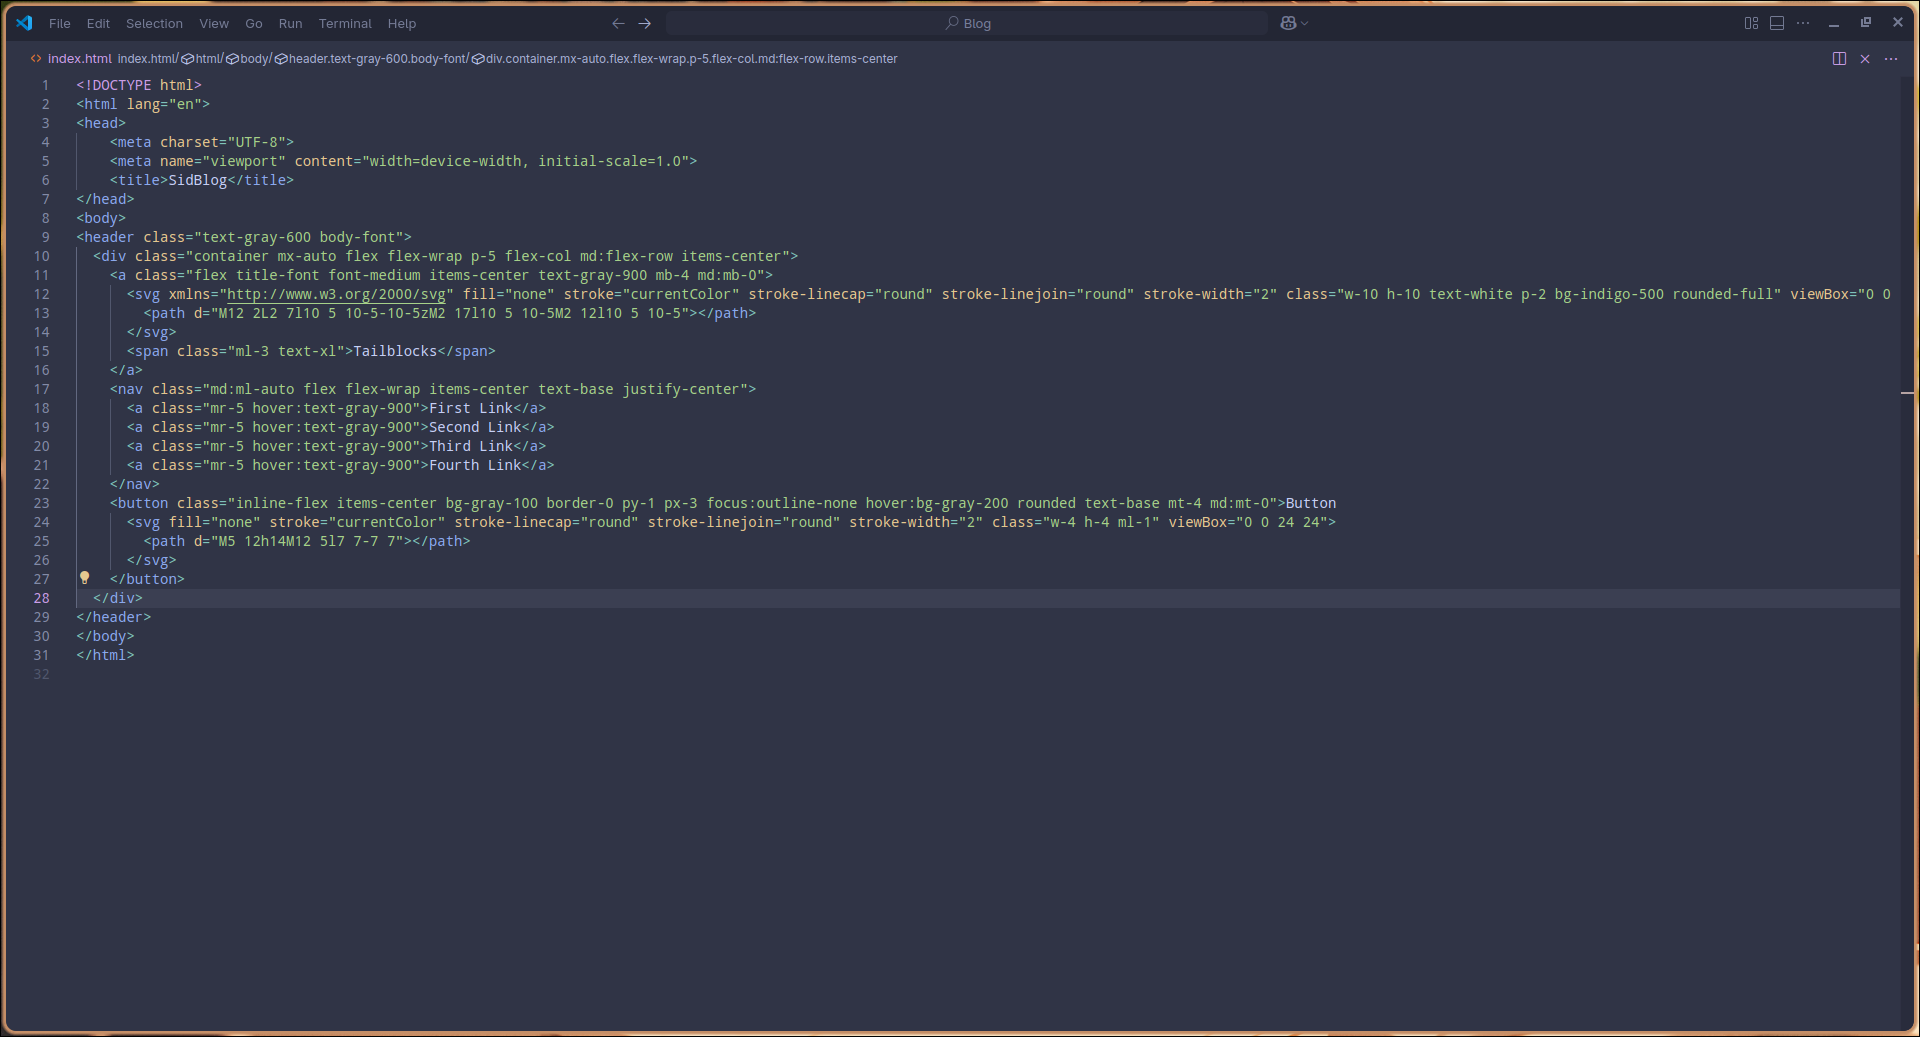 File Edit Selection View Go Run Terminal Help Blog
index.html index.html/html/body/header.text-gray-600.body-font/div.container.mx-auto.flex.flex-wrap.p-5.flex-col.md:flex-row.items-center
1 <!DOCTYPE html>
2 <html lang="en">
3 <head>
4     <meta charset="UTF-8">
5     <meta name="viewport" content="width=device-width, initial-scale=1.0">
6     <title>SidBlog</title>
7 </head>
8 <body>
9 <header class="text-gray-600 body-font">
10   <div class="container mx-auto flex flex-wrap p-5 flex-col md:flex-row items-center">
11     <a class="flex title-font font-medium items-center text-gray-900 mb-4 md:mb-0">
12       <svg xmlns="http://www.w3.org/2000/svg" fill="none" stroke="currentColor" stroke-linecap="round" stroke-linejoin="round" stroke-width="2" class="w-10 h-10 text-white p-2 bg-indigo-500 rounded-full" viewBox="0 0
13         <path d="M12 2L2 7l10 5 10-5-10-5zM2 17l10 5 10-5M2 12l10 5 10-5"></path>
14       </svg>
15       <span class="ml-3 text-xl">Tailblocks</span>
16     </a>
17     <nav class="md:ml-auto flex flex-wrap items-center text-base justify-center">
18       <a class="mr-5 hover:text-gray-900">First Link</a>
19       <a class="mr-5 hover:text-gray-900">Second Link</a>
20       <a class="mr-5 hover:text-gray-900">Third Link</a>
21       <a class="mr-5 hover:text-gray-900">Fourth Link</a>
22     </nav>
23     <button class="inline-flex items-center bg-gray-100 border-0 py-1 px-3 focus:outline-none hover:bg-gray-200 rounded text-base mt-4 md:mt-0">Button
24       <svg fill="none" stroke="currentColor" stroke-linecap="round" stroke-linejoin="round" stroke-width="2" class="w-4 h-4 ml-1" viewBox="0 0 24 24">
25         <path d="M5 12h14M12 5l7 7-7 7"></path>
26       </svg>
27     </button>
28   </div>
29 </header>
30 </body>
31 </html>
32